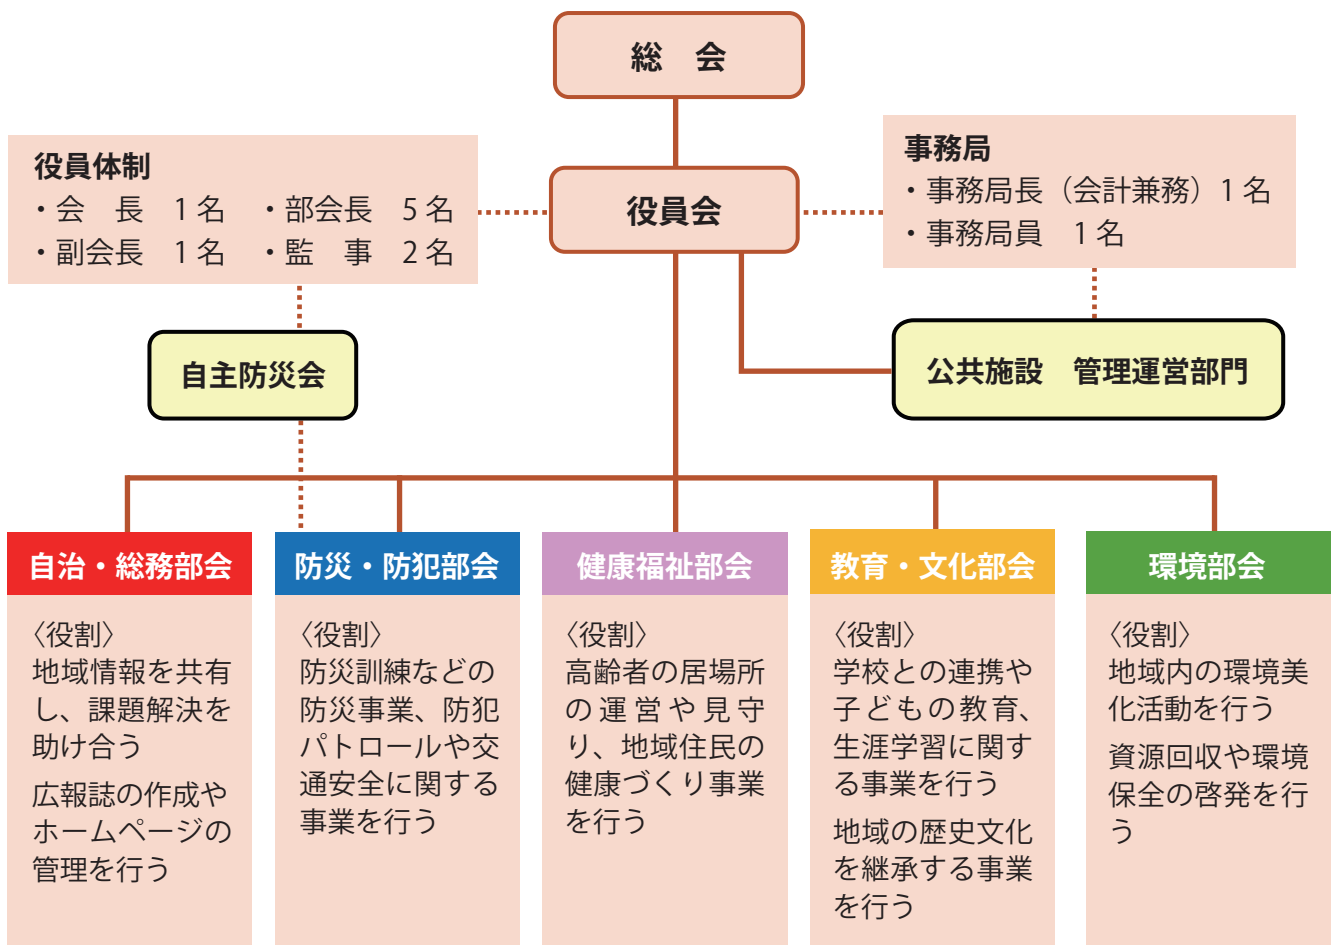 総　会
役員体制
・会　長　1 名　・部会長　5 名
・副会長　1 名　・監　事　2 名
役員会
事務局
・事務局長（会計兼務）1 名
・事務局員　1 名
自主防災会
公共施設　管理運営部門
自治・総務部会
〈役割〉
地域情報を共有
し、課題解決を
助け合う
広報誌の作成や
ホームページの
管理を行う
防災・防犯部会
〈役割〉
防災訓練などの
防災事業、防犯
パトロールや交
通安全に関する
事業を行う
健康福祉部会
〈役割〉
高齢者の居場所
の運営や見守
り、地域住民の
健康づくり事業
を行う
教育・文化部会
〈役割〉
学校との連携や
子どもの教育、
生涯学習に関す
る事業を行う
地域の歴史文化
を継承する事業
を行う
環境部会
〈役割〉
地域内の環境美
化活動を行う
資源回収や環境
保全の啓発を行
う